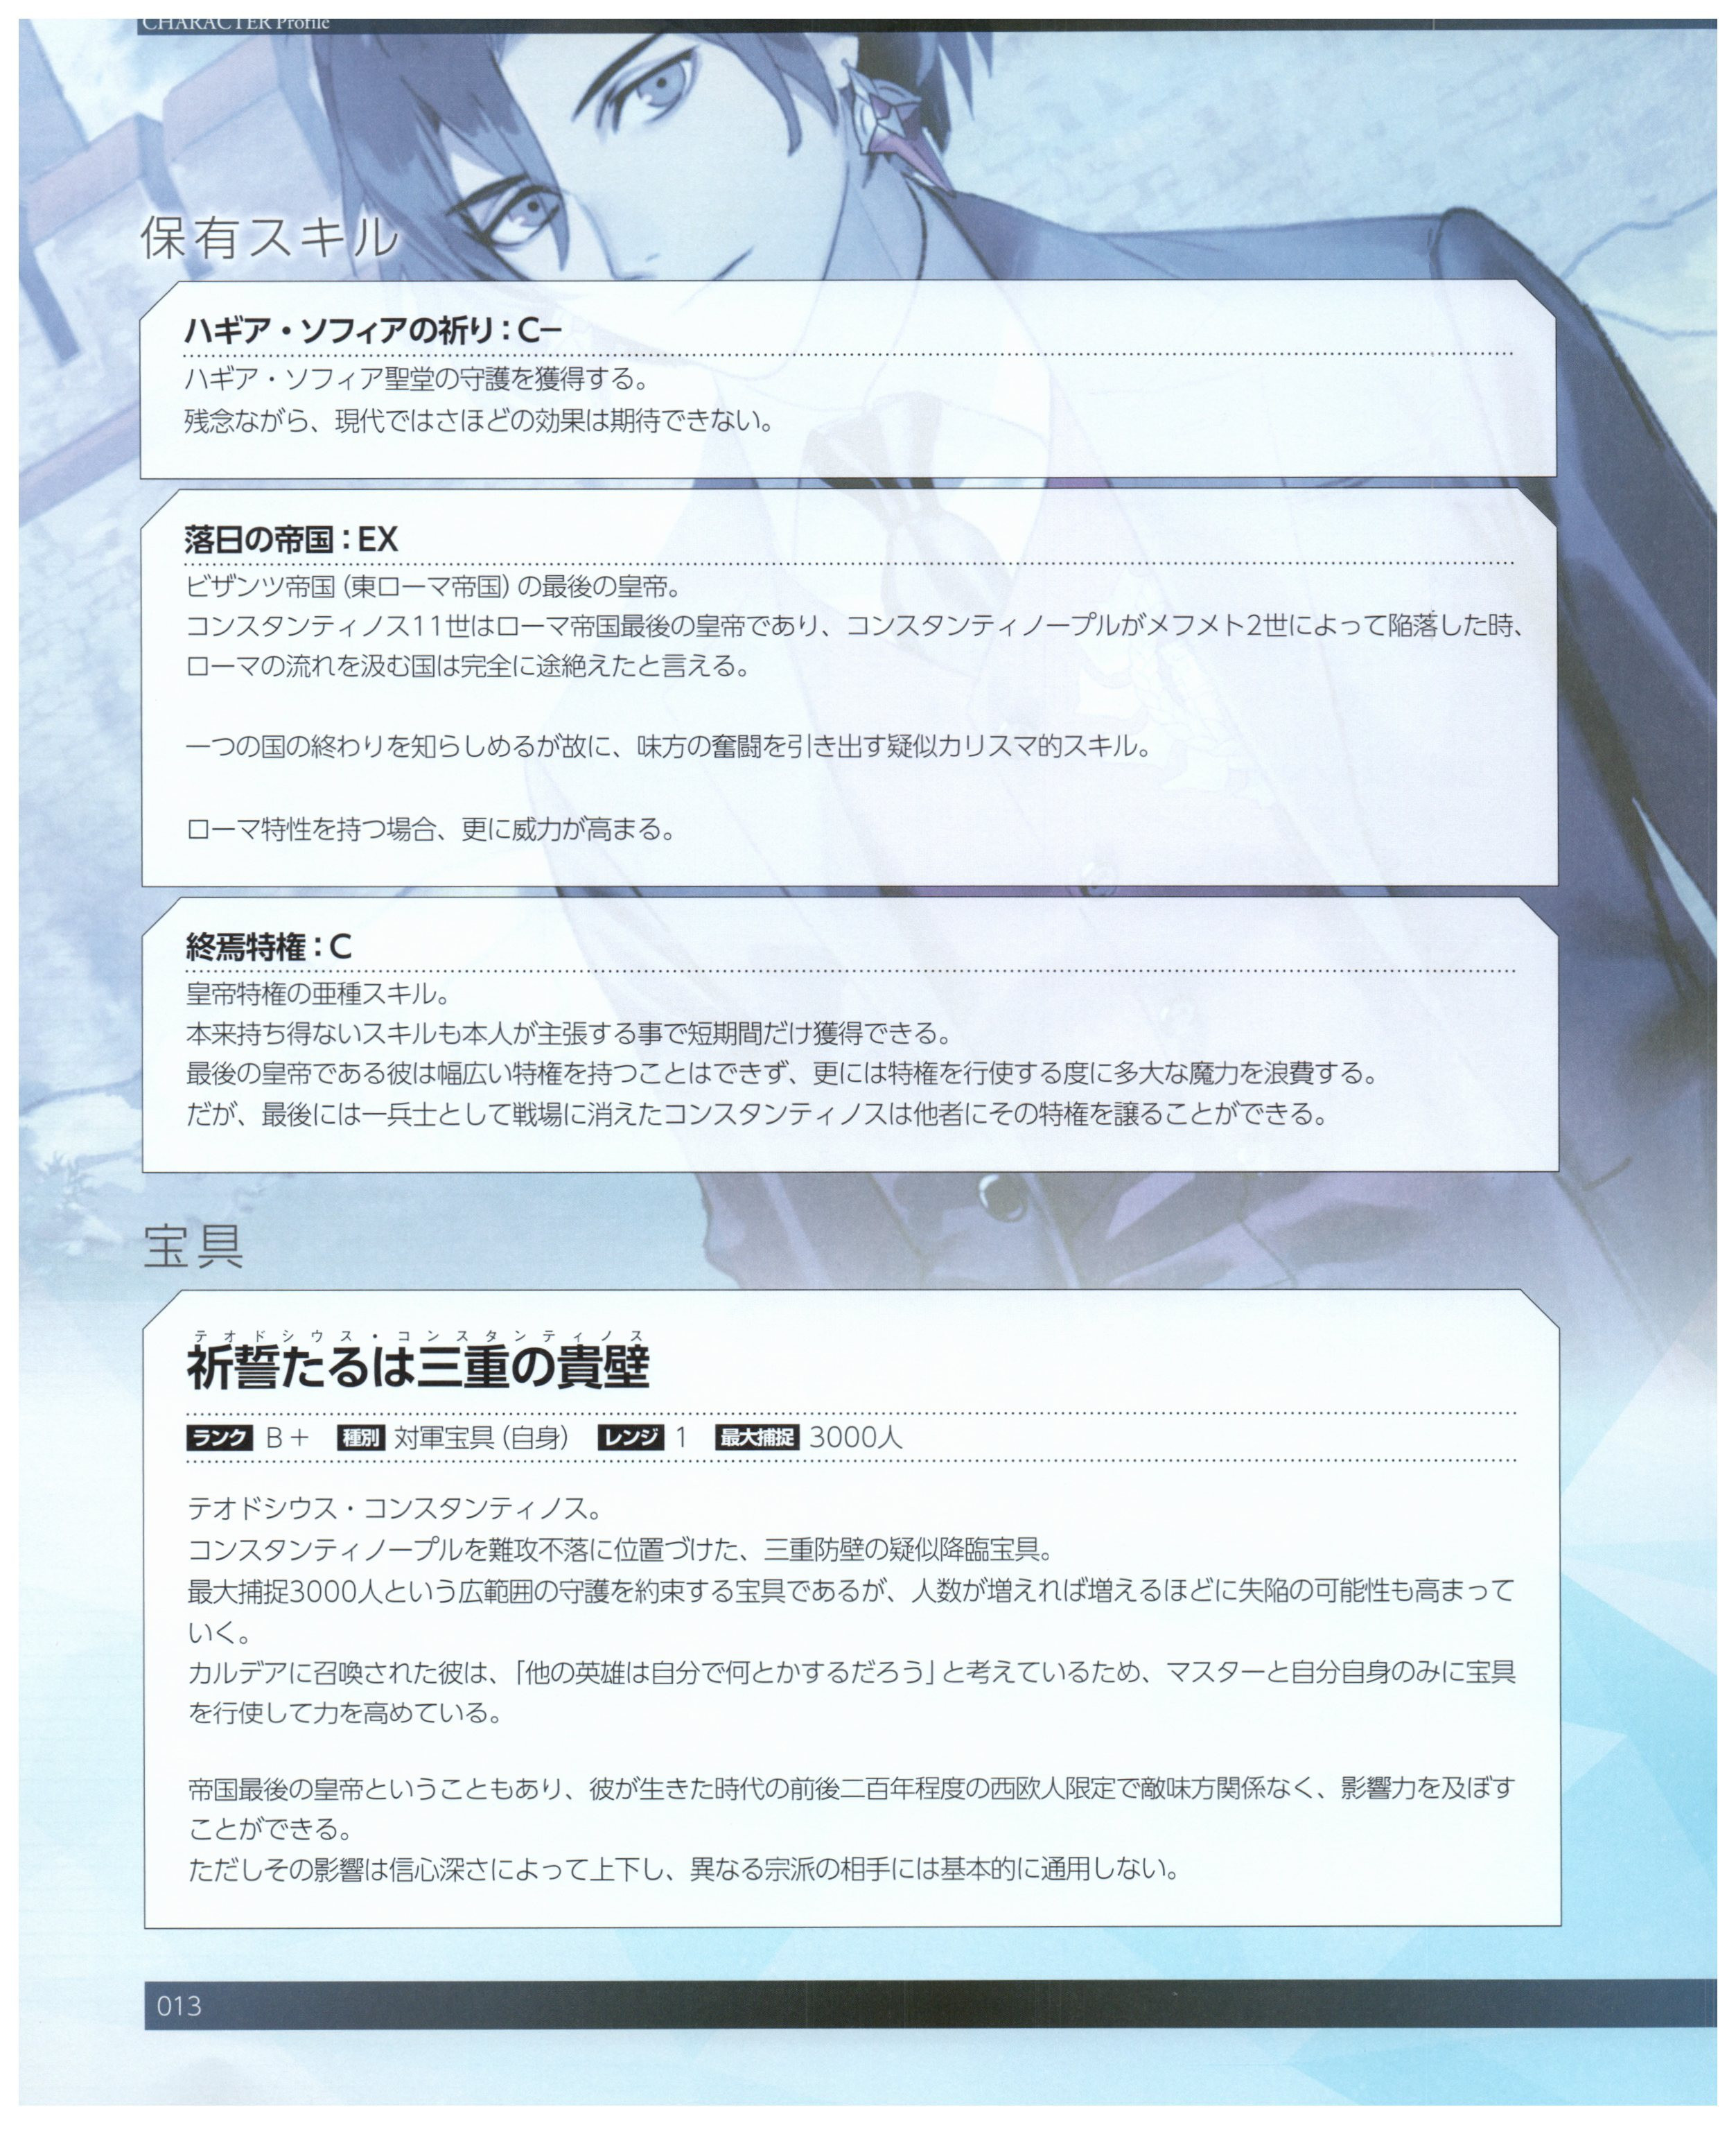 CHARACTER Profile
保有スキル
ハギア・ソフィアの祈り：C−
ハギア・ソフィア聖堂の守護を獲得する。
残念ながら、現代ではさほどの効果は期待できない。
落日の帝国：EX
ビザンツ帝国（東ローマ帝国）の最後の皇帝。
コンスタンティノス11世はローマ帝国最後の皇帝であり、コンスタンティノープルがメフメト2世によって陥落した時、
ローマの流れを汲む国は完全に途絶えたと言える。
一つの国の終わりを知らしめるが故に、味方の奮闘を引き出す疑似カリスマ的スキル。
ローマ特性を持つ場合、更に威力が高まる。
終焉特権：C
皇帝特権の亜種スキル。
本来持ち得ないスキルも本人が主張する事で短期間だけ獲得できる。
最後の皇帝である彼は幅広い特権を持つことはできず、更には特権を行使する度に多大な魔力を浪費する。
だが、最後には一兵士として戦場に消えたコンスタンティノスは他者にその特権を譲ることができる。
宝具
テオドシウス・コンスタンティノス
祈誓たるは三重の貴壁
ランク B＋ 種別 対軍宝具（自身） レンジ 1 最大捕捉 3000人
テオドシウス・コンスタンティノス。
コンスタンティノープルを難攻不落に位置づけた、三重防壁の疑似降臨宝具。
最大捕捉3000人という広範囲の守護を約束する宝具であるが、人数が増えれば増えるほどに失陥の可能性も高まって
いく。
カルデアに召喚された彼は、「他の英雄は自分で何とかするだろう」と考えているため、マスターと自分自身のみに宝具
を行使して力を高めている。
帝国最後の皇帝ということもあり、彼が生きた時代の前後二百年程度の西欧人限定で敵味方関係なく、影響力を及ぼす
ことができる。
ただしその影響は信心深さによって上下し、異なる宗派の相手には基本的に通用しない。
013